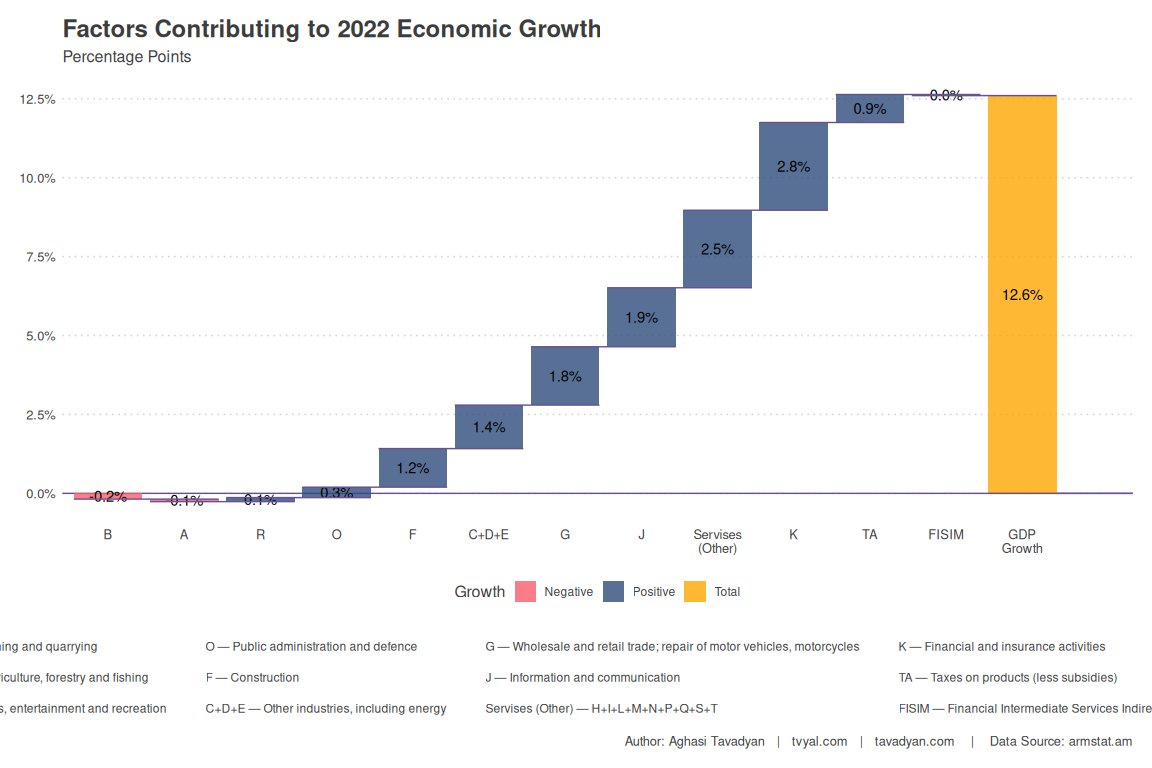 Factors Contributing to 2022 Economic Growth
Percentage Points
12.5%
10.0%
7.5%
5.0%
2.5%
0.0%
-0.2%
-0.1%
0.1%
0.3%
1.2%
1.4%
1.8%
1.9%
2.5%
2.8%
0.9%
0.0%
12.6%
B A R O F C+D+E G J Servises (Other) K TA FISIM GDP Growth
Growth Negative Positive Total
ing and quarrying
O — Public administration and defence
G — Wholesale and retail trade; repair of motor vehicles, motorcycles
K — Financial and insurance activities
riculture, forestry and fishing
F — Construction
J — Information and communication
TA — Taxes on products (less subsidies)
s, entertainment and recreation
C+D+E — Other industries, including energy
Servises (Other) — H+I+L+M+N+P+Q+S+T
FISIM — Financial Intermediate Services Indire
Author: Aghasi Tavadyan | tvyal.com | tavadyan.com | Data Source: armstat.am